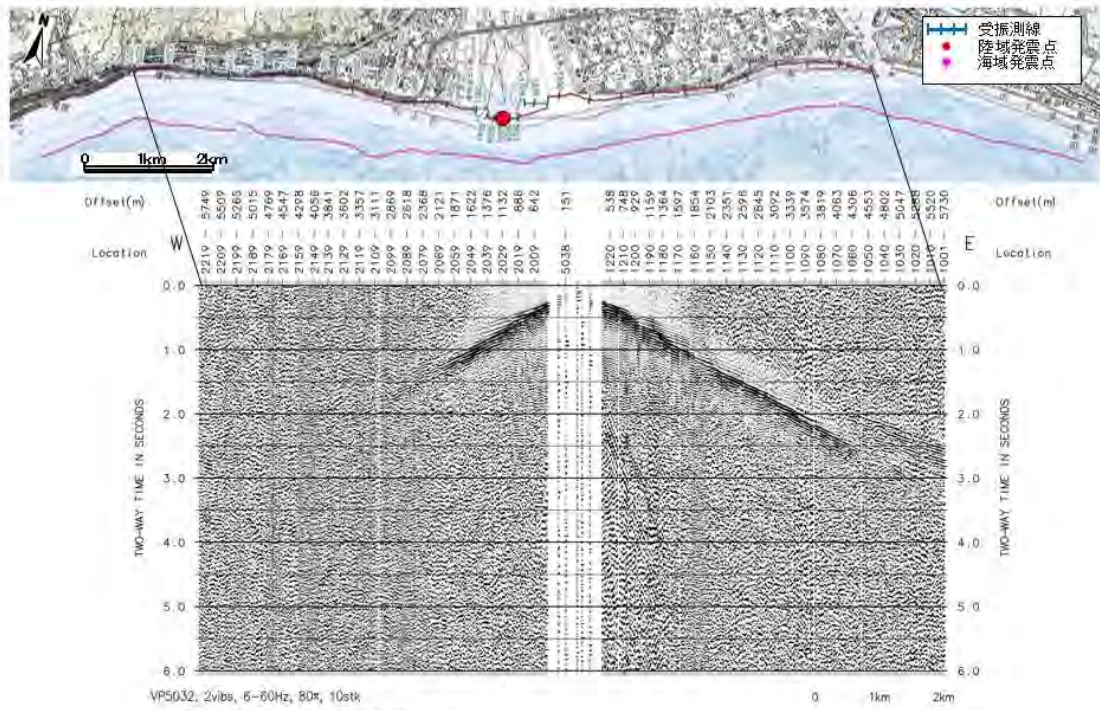 N
受振測線
陸域発震点
海域発震点
0 1km 2km
Offset(m)
5749 5509 5265 5015 4769 4547 4298 4056 3841 3602 3357 3111 2869 2618 2368 2121 1871 1622 1376 1132 886 642 151 538 748 929 1159 1364 1597 1854 2103 2351 2596 2845 3092 3339 3574 3819 4063 4306 4553 4802 5047 5288 5520 5730
Offset(m)
Location W
2219 2209 2199 2189 2179 2169 2159 2149 2139 2129 2119 2109 2099 2089 2079 2069 2059 2049 2039 2029 2019 2009 5038 1220 1210 1200 1190 1180 1170 1160 1150 1140 1130 1120 1110 1100 1090 1080 1070 1060 1050 1040 1030 1020 1010 1001
E Location
0.0 0.0
1.0 1.0
2.0 2.0
3.0 3.0
4.0 4.0
5.0 5.0
6.0 6.0
TWO-WAY TIME IN SECONDS
TWO-WAY TIME IN SECONDS
VP5032, 2vibs, 6-60Hz, 80%, 10stk
0 1km 2km